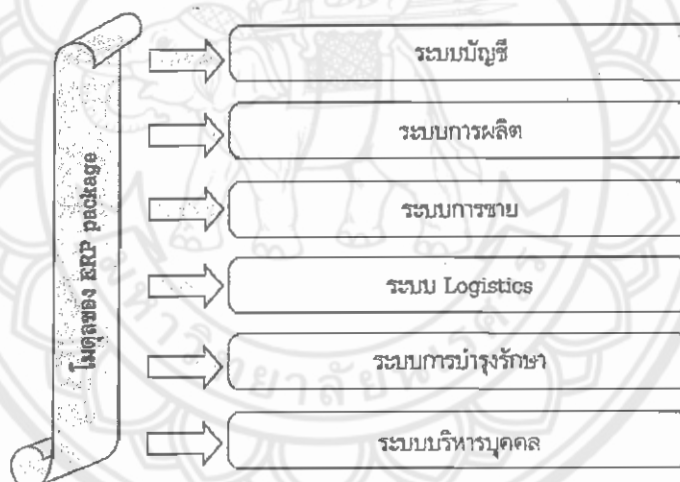 โมดุลของ ERP package
ระบบบัญชี
ระบบการผลิต
ระบบการขาย
ระบบ Logistics
ระบบการบำรุงรักษา
ระบบบริหารบุคคล